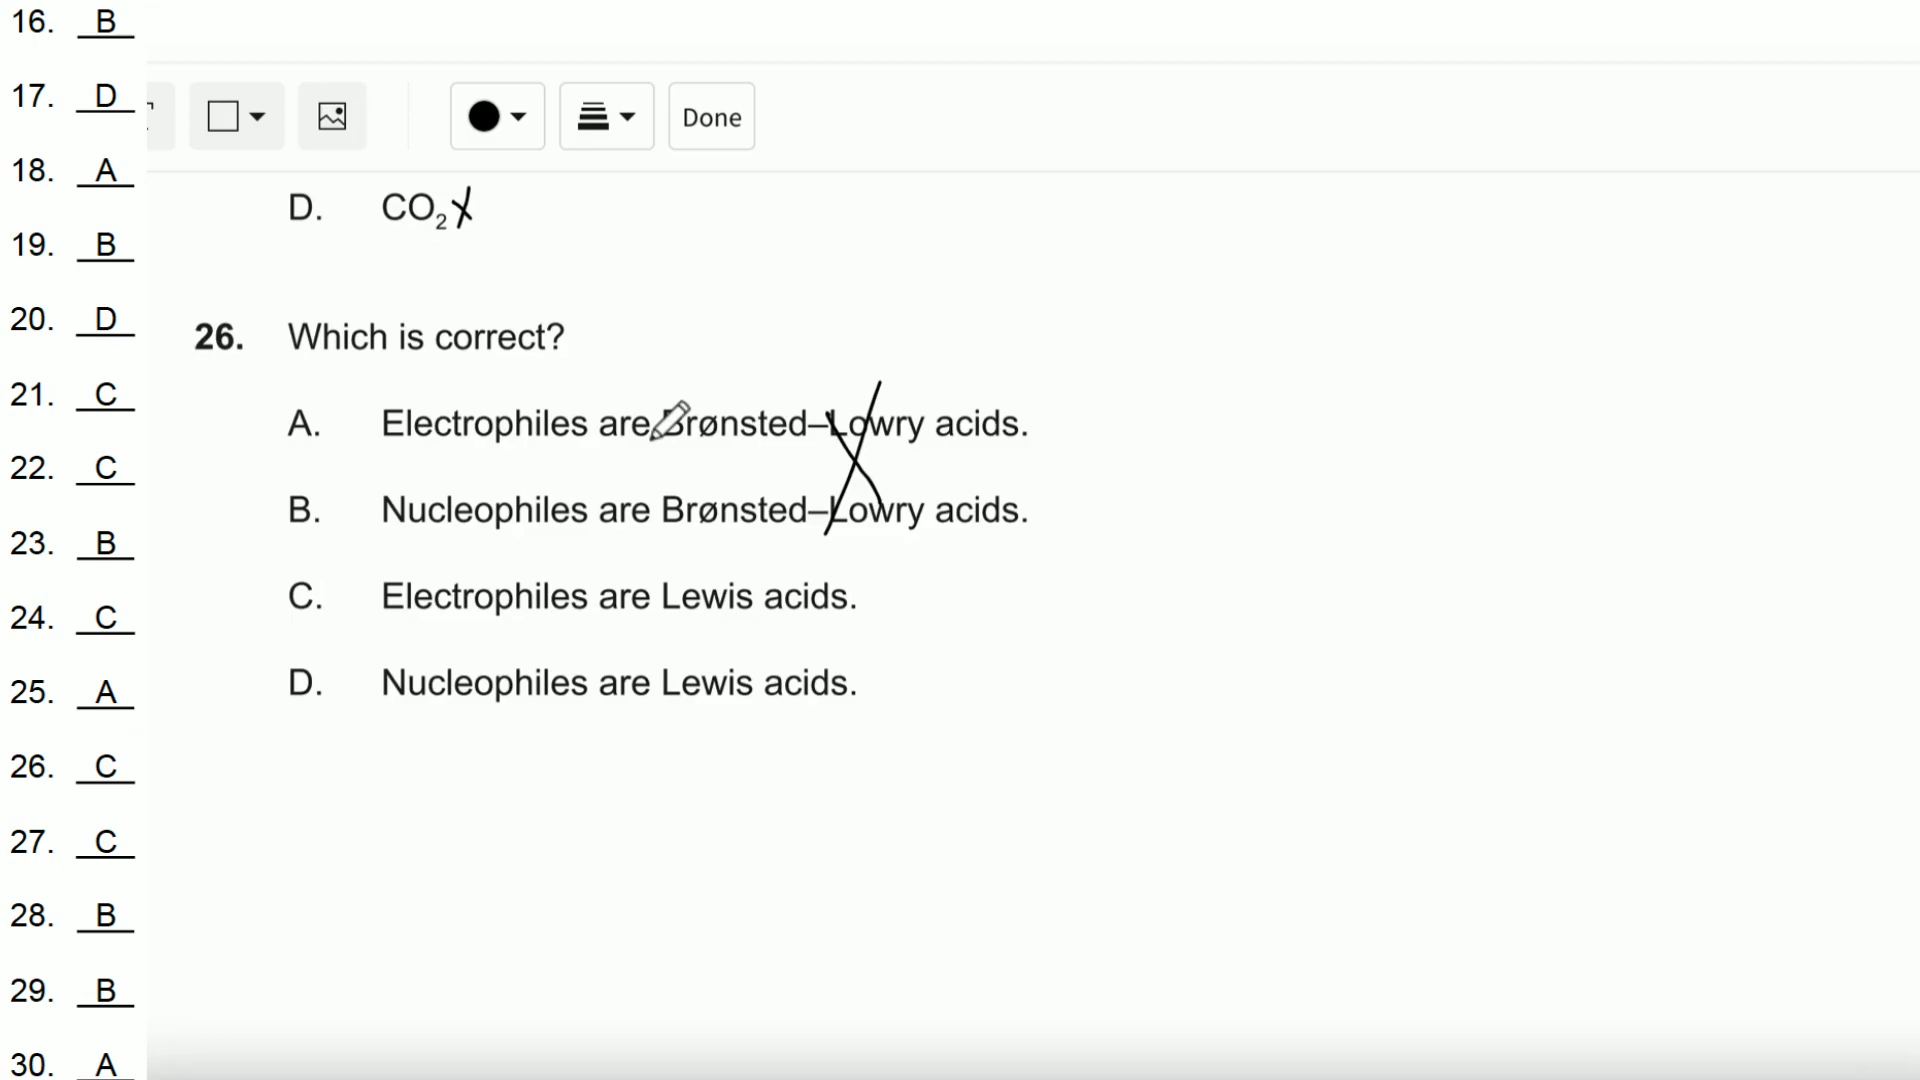 16. B
17. D
18. A
19. B
20. D
21. C
22. C
23. B
24. C
25. A
26. C
27. C
28. B
29. B
30. A
Done
D. CO₂
26. Which is correct?
A. Electrophiles are Brønsted–Lowry acids.
B. Nucleophiles are Brønsted–Lowry acids.
C. Electrophiles are Lewis acids.
D. Nucleophiles are Lewis acids.